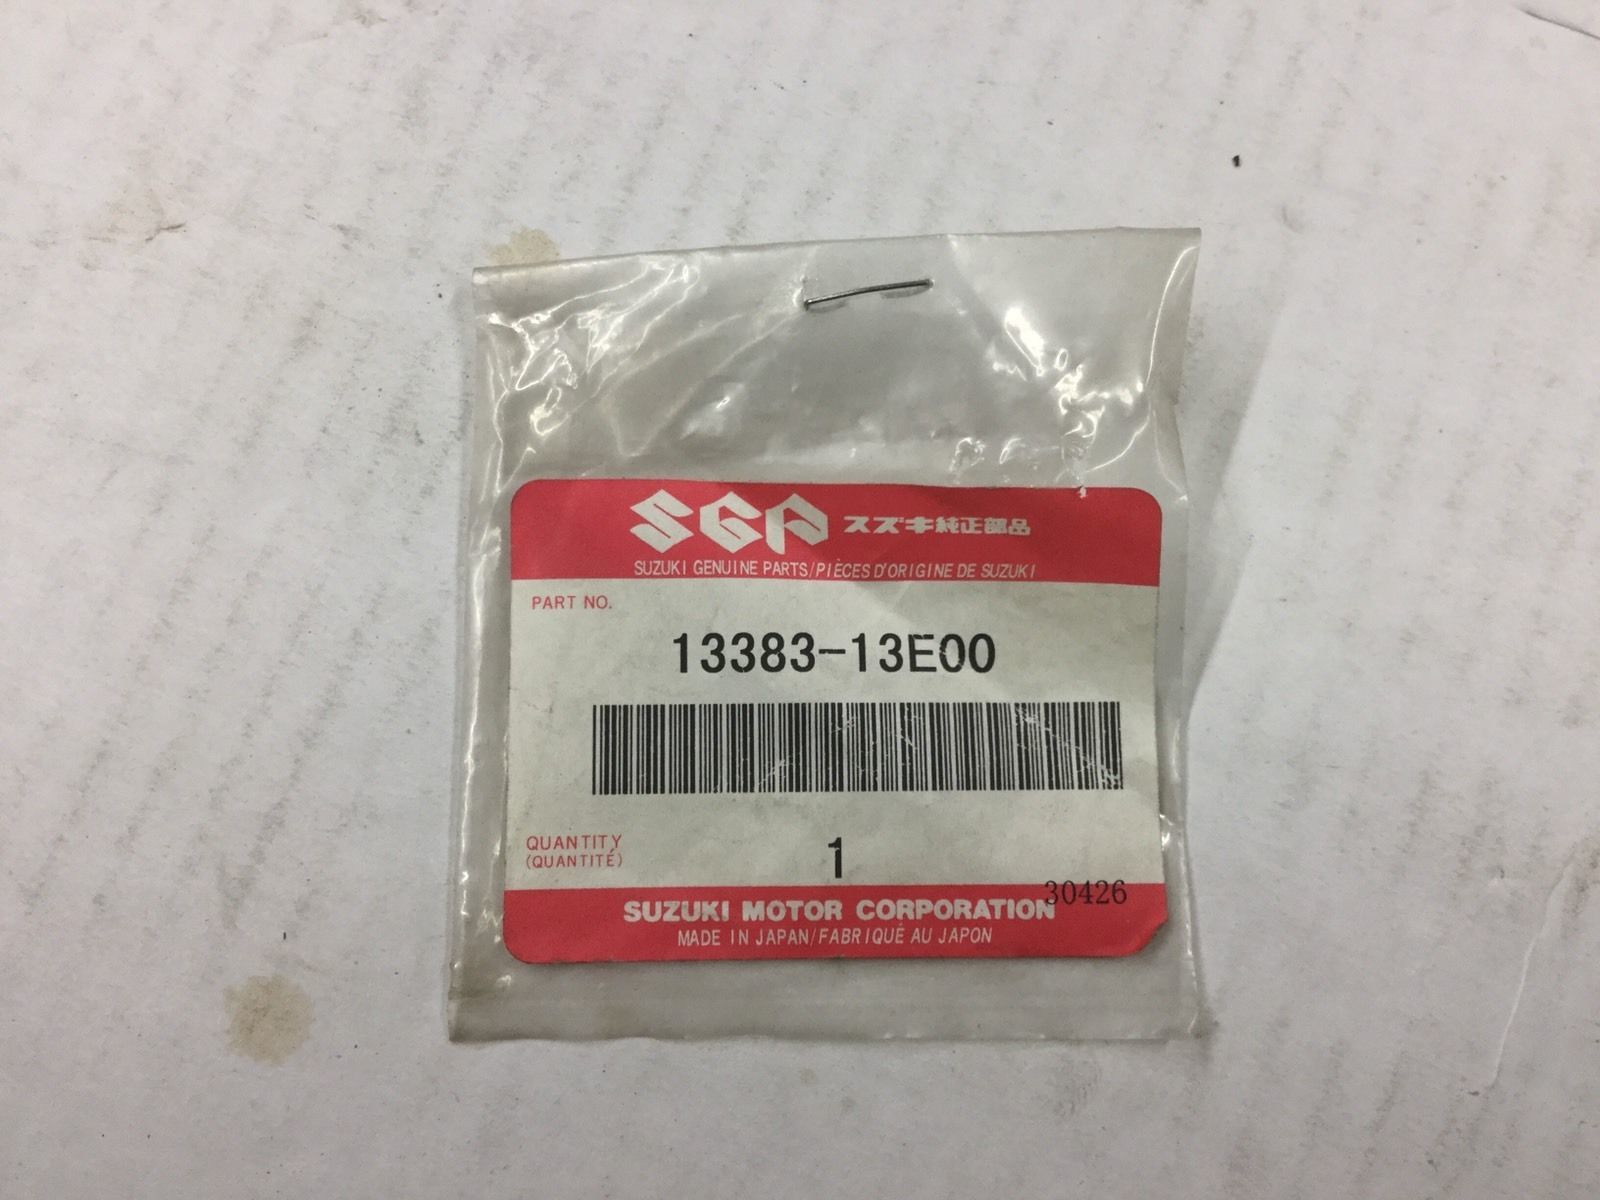 SGP スズキ純正部品
SUZUKI GENUINE PARTS/PIÈCES D'ORIGINE DE SUZUKI
PART NO.
13383-13E00
QUANTITY
(QUANTITÉ)
1
30426
SUZUKI MOTOR CORPORATION
MADE IN JAPAN/FABRIQUÉ AU JAPON